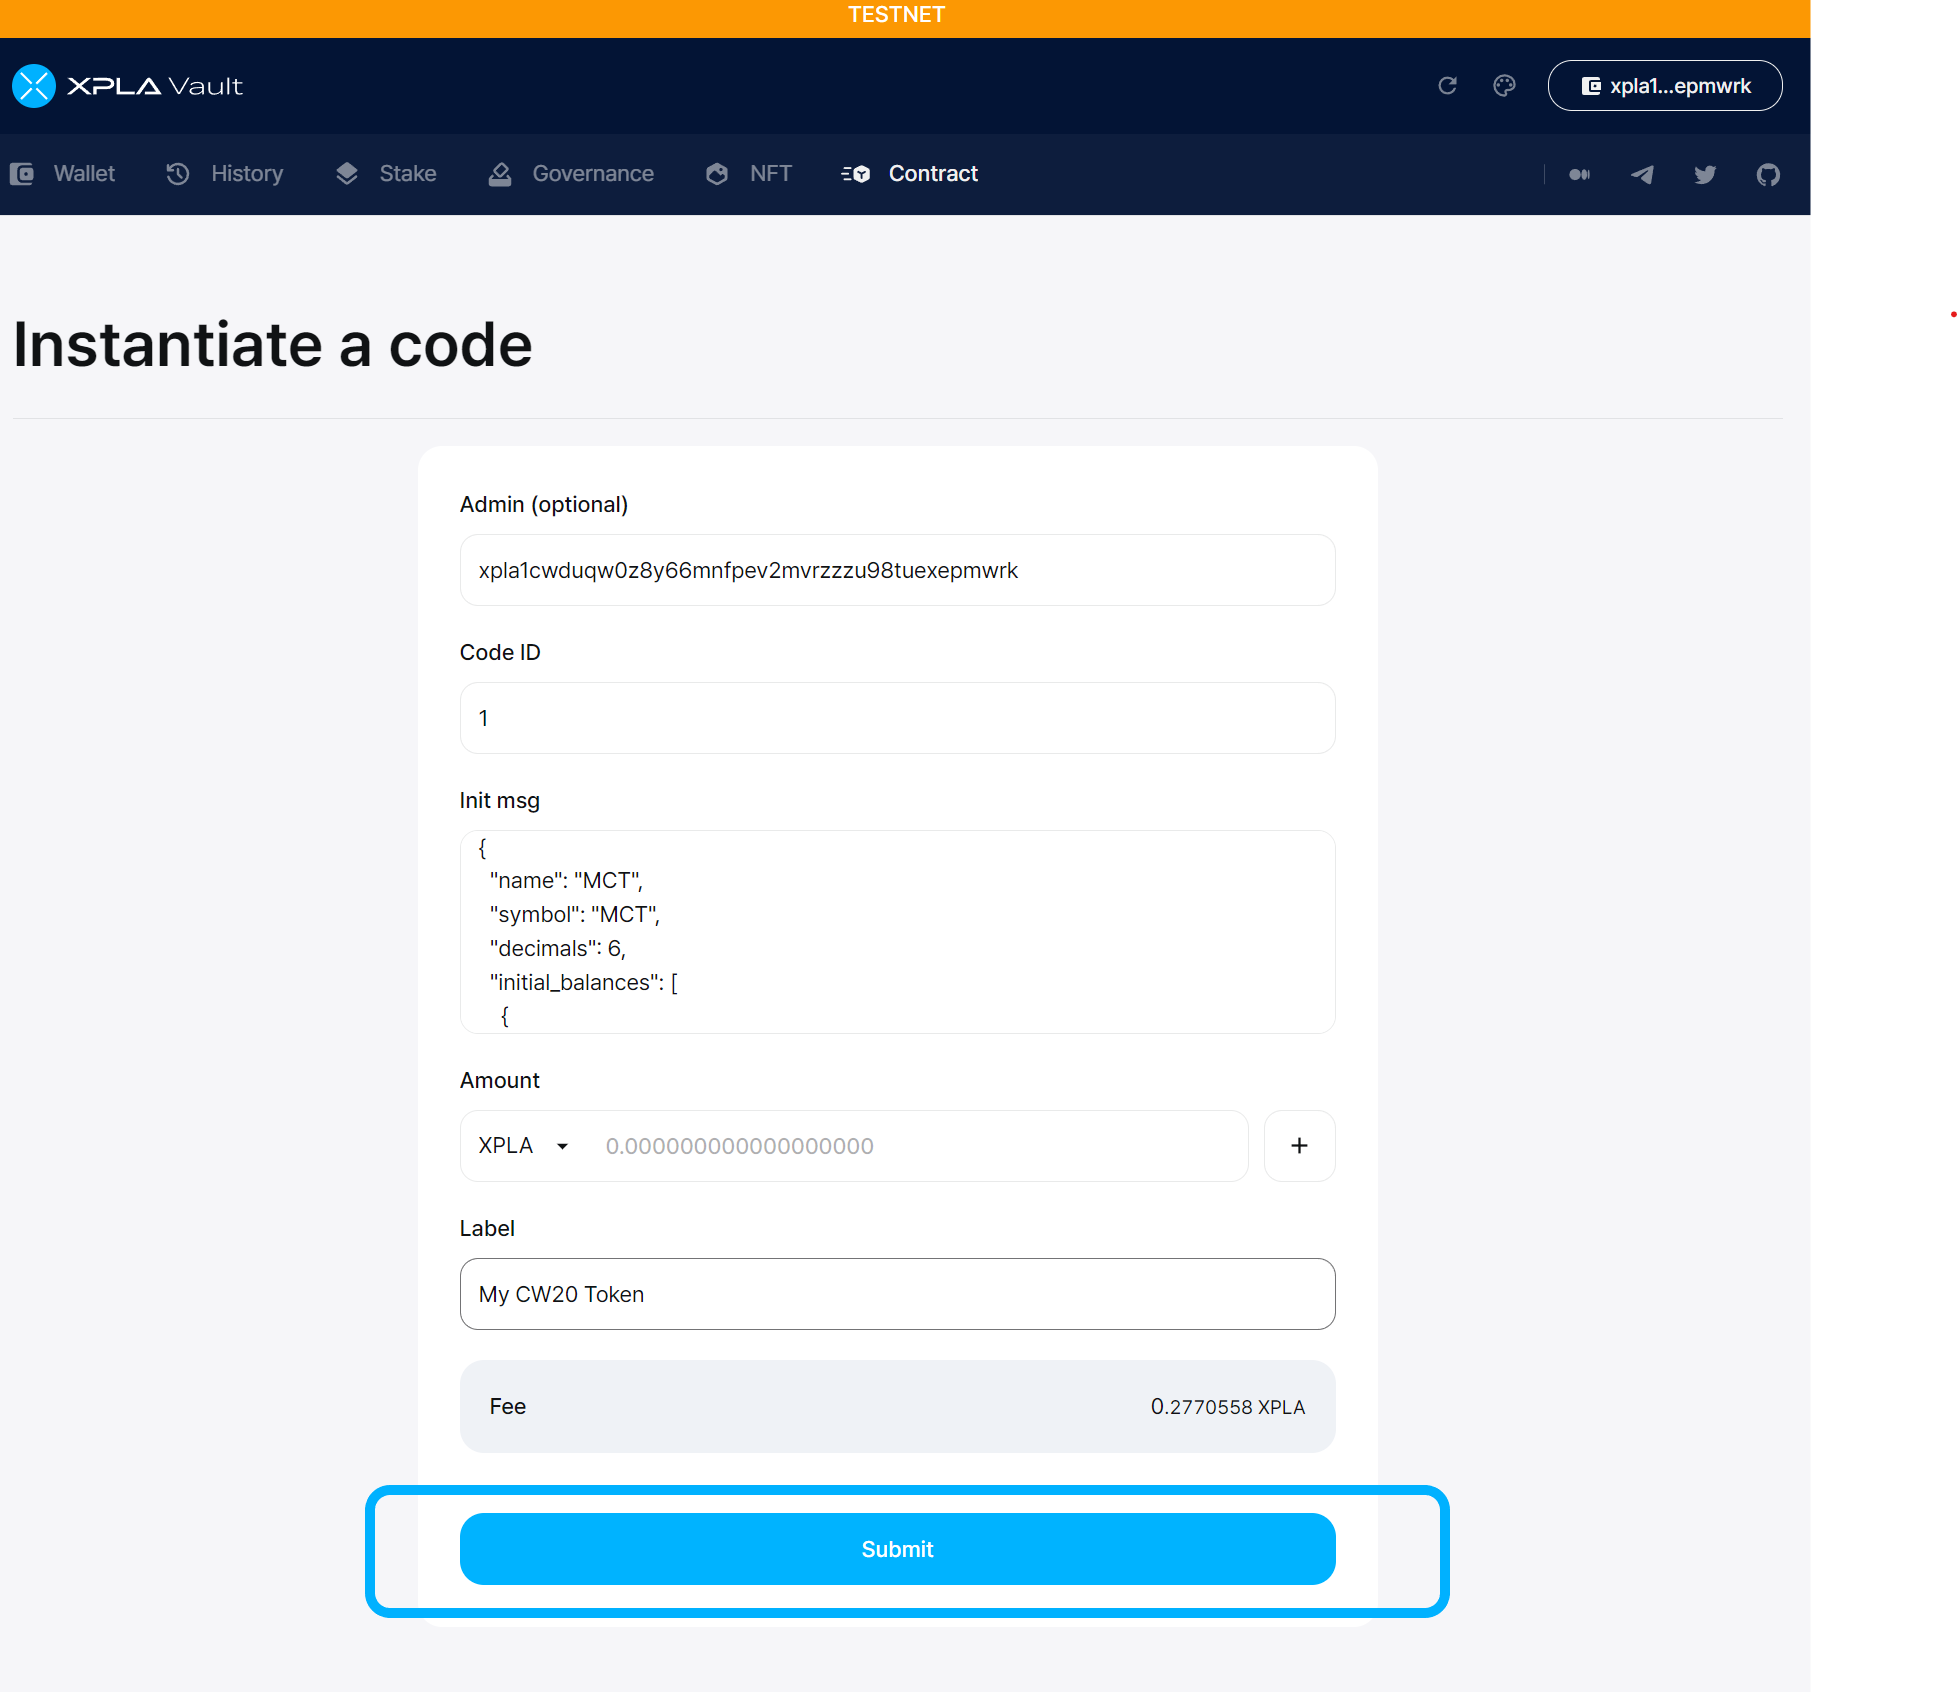 TESTNET
XPLA Vault
xpla1...epmwrk
Wallet
History
Stake
Governance
NFT
Contract
Instantiate a code
Admin (optional)
xpla1cwduqw0z8y66mnfpev2mvrzzzu98tuexepmwrk
Code ID
1
Init msg
{
"name": "MCT",
"symbol": "MCT",
"decimals": 6,
"initial_balances": [
{
Amount
XPLA
0.000000000000000000
+
Label
My CW20 Token
Fee
0.2770558 XPLA
Submit